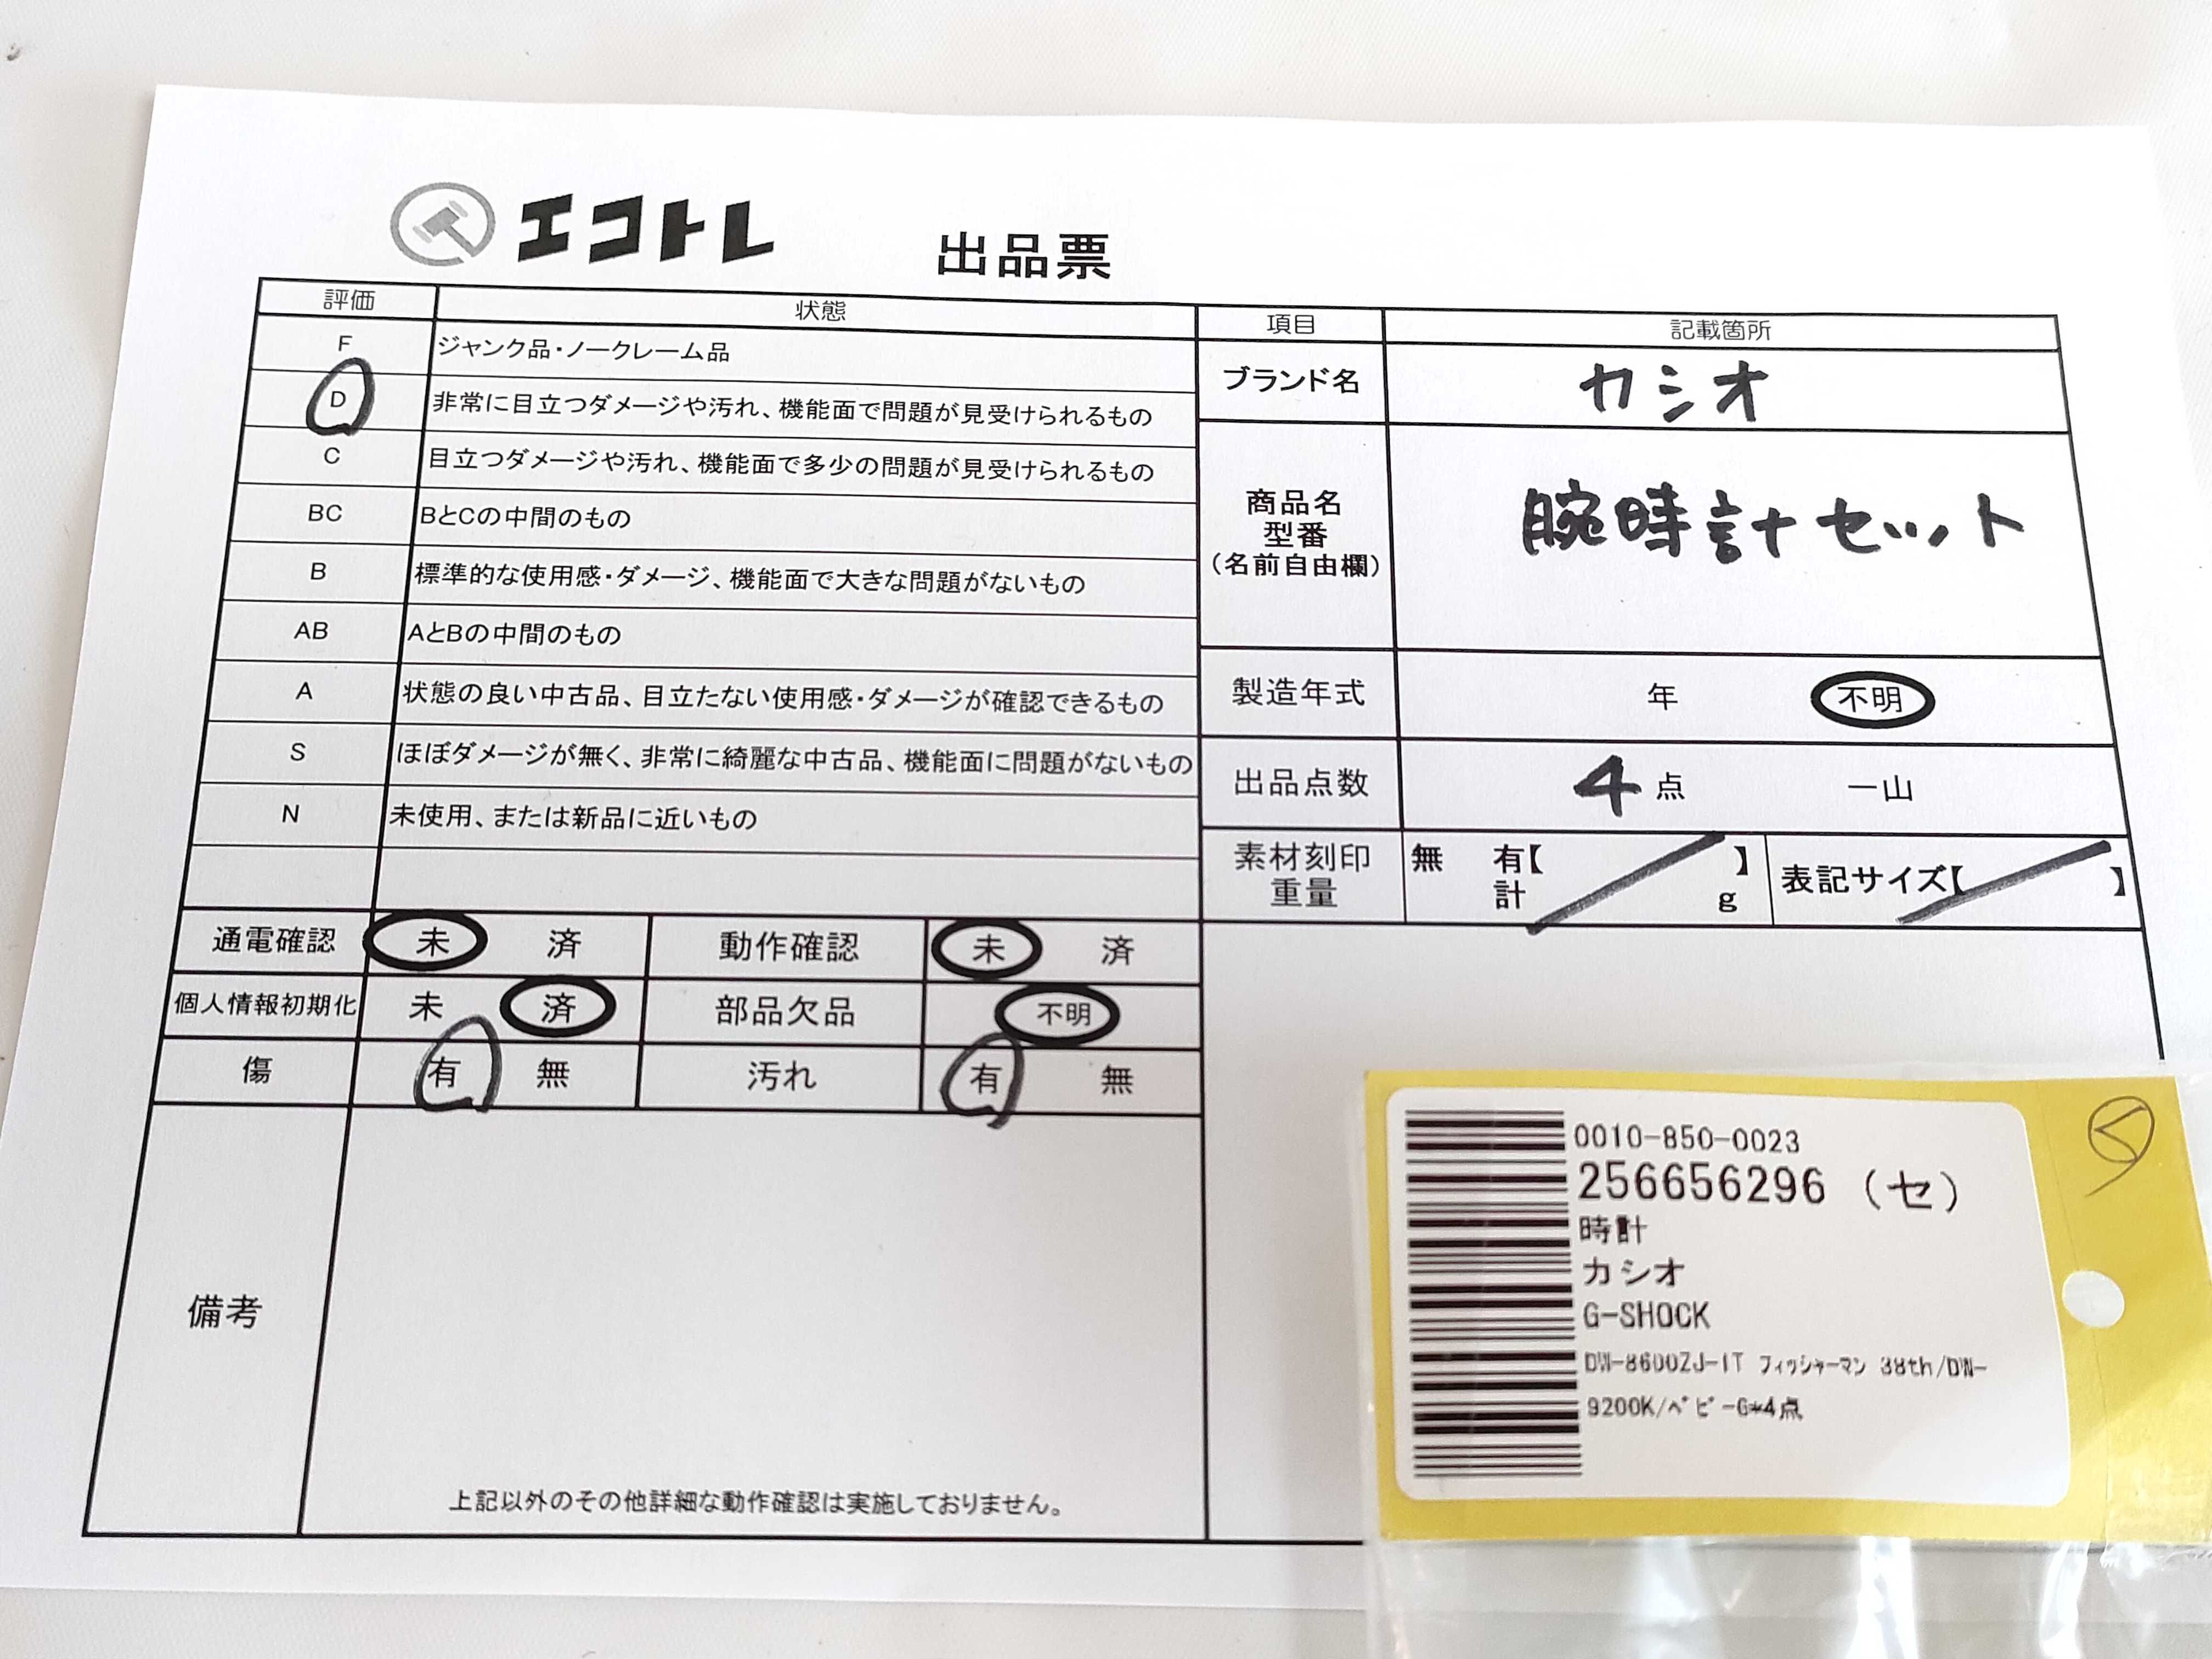 エコトレ 出品票
評価 状態
F ジャンク品・ノークレーム品
D 非常に目立つダメージや汚れ、機能面で問題が見受けられるもの
C 目立つダメージや汚れ、機能面で多少の問題が見受けられるもの
BC BとCの中間のもの
B 標準的な使用感・ダメージ、機能面で大きな問題がないもの
AB AとBの中間のもの
A 状態の良い中古品、目立たない使用感・ダメージが確認できるもの
S ほぼダメージが無く、非常に綺麗な中古品、機能面に問題がないもの
N 未使用、または新品に近いもの
項目 記載箇所
ブランド名 カシオ
商品名
型番
(名前自由欄)
腕時計セット
製造年式 年 不明
出品点数 4点 一山
素材刻印 無 有【 】 表記サイズ【 】
重量 計 g
通電確認 未 済 動作確認 未 済
個人情報初期化 未 済 部品欠品 不明
傷 有 無 汚れ 有 無
備考
上記以外のその他詳細な動作確認は実施しておりません。
0010-850-0023
256656296 (セ)
時計
カシオ
G-SHOCK
DW-8600ZJ-1T フィッシャーマン 38th/DW-
9200K/ベビーG*4点